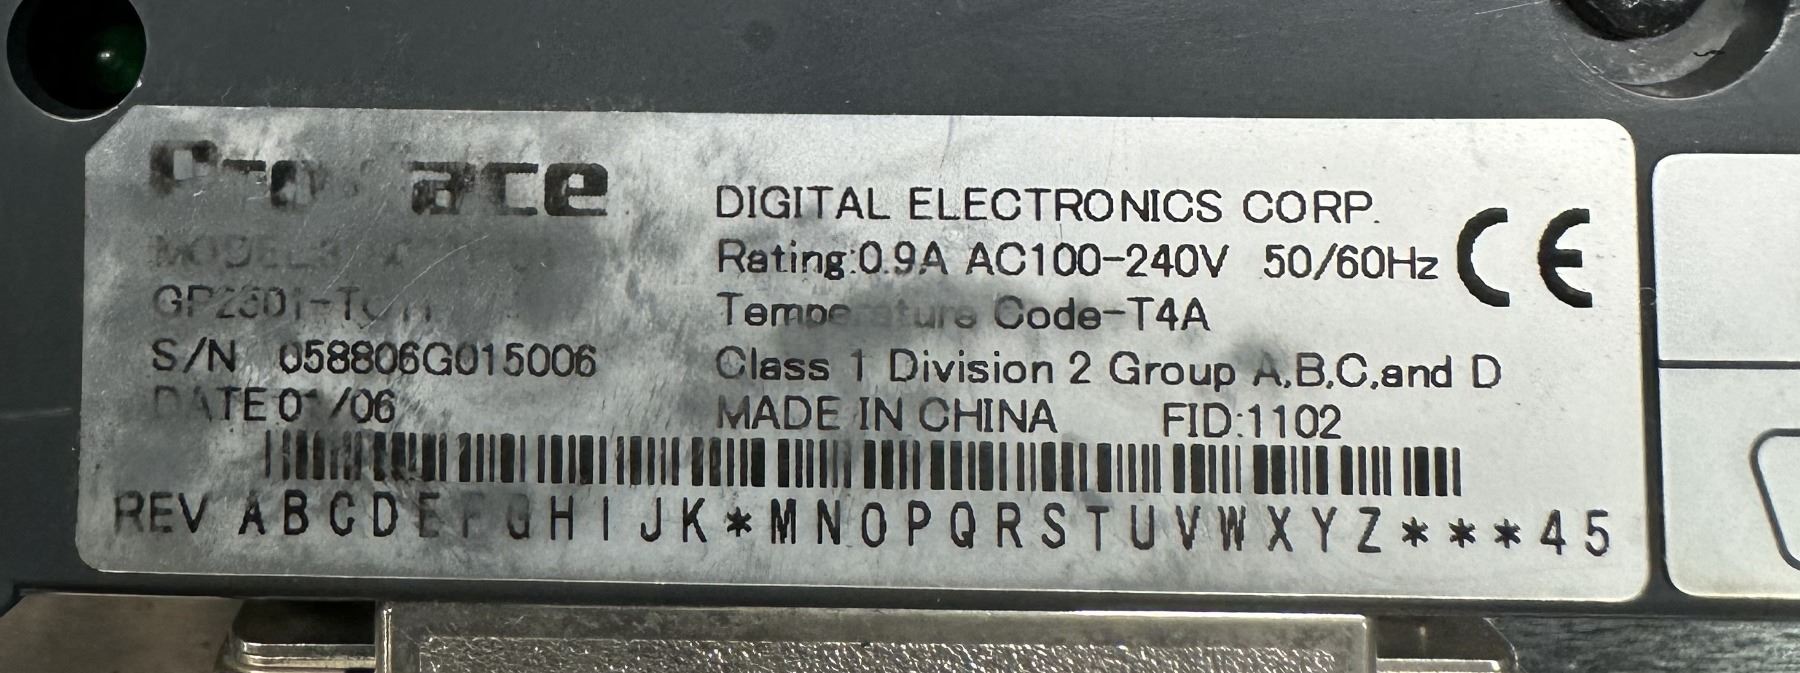 DIGITAL ELECTRONICS CORP.
Rating:0.9A AC100-240V 50/60Hz
CE
Code-T4A
S/N 058806G015006
Class 1 Division 2 Group A,B,C,and D
MADE IN CHINA FID:1102
REV A B C D E F G H I J K * M N O P Q R S T U V W X Y Z * * * 4 5